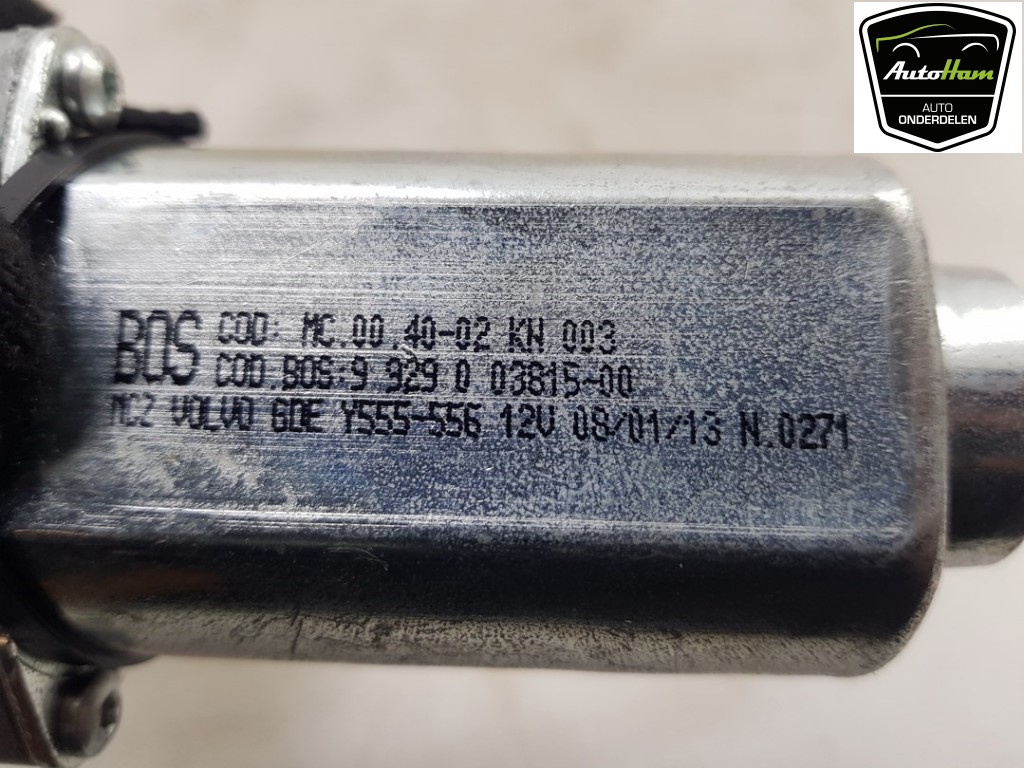 AutoHam
AUTO
ONDERDELEN
BOS COD: MC.00.40-02 KW 003
COD.BOS:9 929 0 03815-00
MC2 VOLVO GDE Y555-556 12V 08/01/13 N.0271